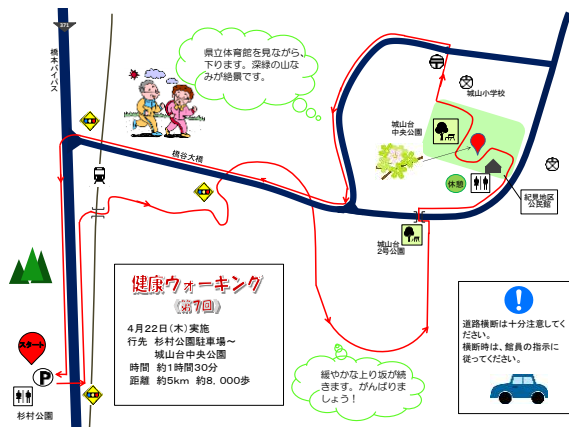 371
橋本バイパス
県立体育館を見ながら、
下ります。深緑の山な
みが絶景です。
城山小学校
城山台
中央公園
橋谷大橋
休憩
紀見地区
公民館
城山台
2号公園
健康ウォーキング
《第7回》
4月22日(木)実施
行先 杉村公園駐車場~
城山台中央公園
時間 約1時間30分
距離 約5km 約8,000歩
スタート
P
杉村公園
緩やかな上り坂が続
きます。がんばりま
しょう!
!
道路横断は十分注意してく
ださい。
横断時は、館員の指示に
従ってください。